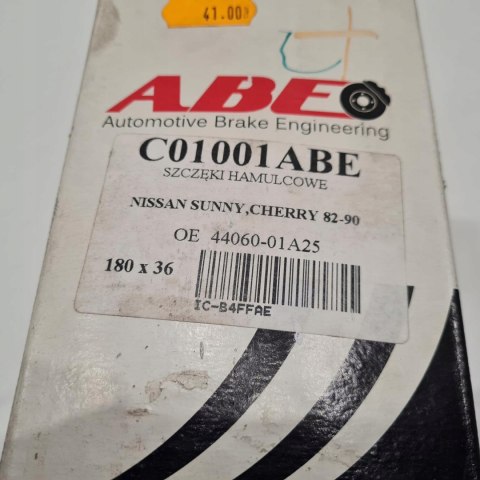 41.00
ABE
Automotive Brake Engineering
C01001ABE
SZCZĘKI HAMULCOWE
NISSAN SUNNY,CHERRY 82-90
OE 44060-01A25
180 x 36
IC-B4FFAE